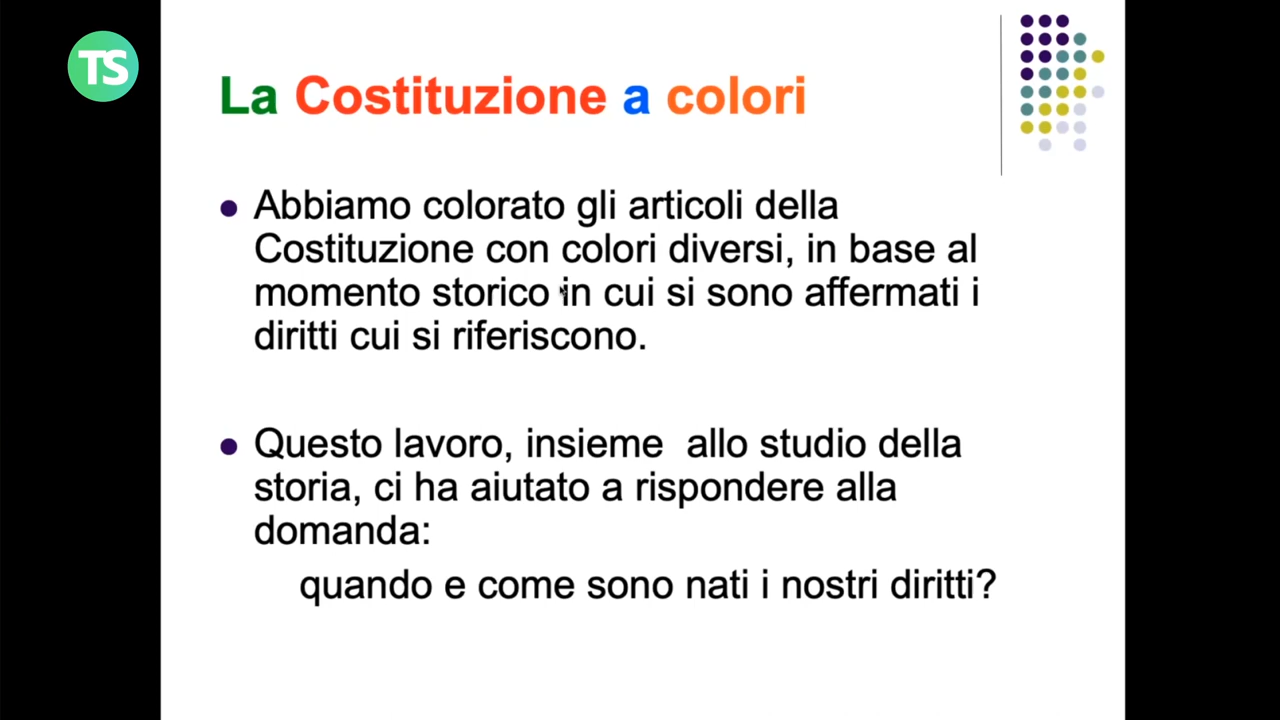 TS
La Costituzione a colori
Abbiamo colorato gli articoli della
Costituzione con colori diversi, in base al
momento storico in cui si sono affermati i
diritti cui si riferiscono.
Questo lavoro, insieme  allo studio della
storia, ci ha aiutato a rispondere alla
domanda:
quando e come sono nati i nostri diritti?